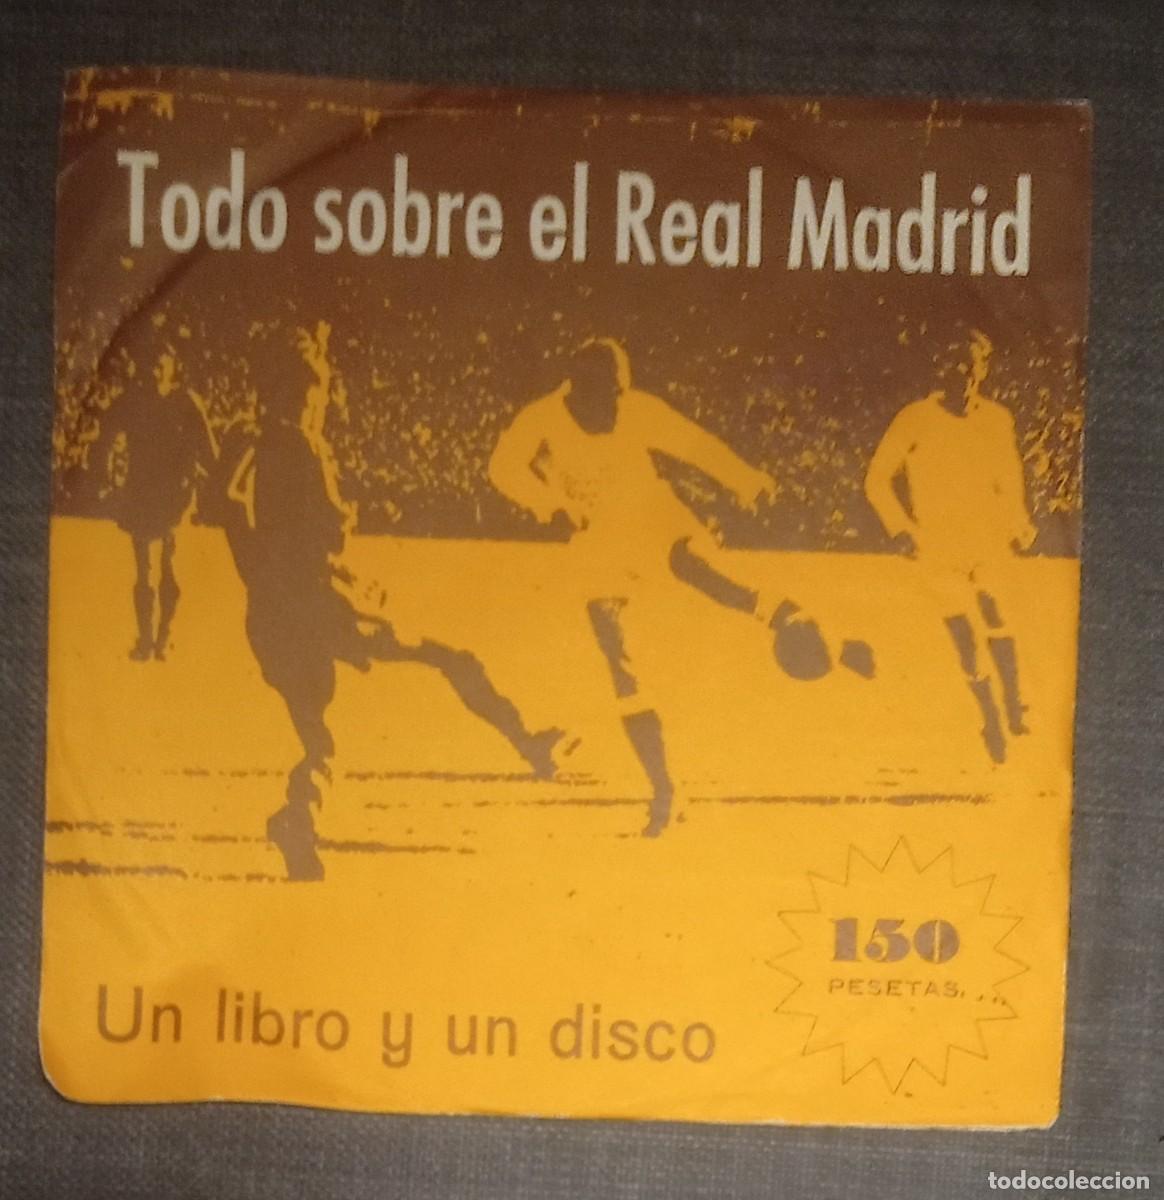 Todo sobre el Real Madrid
4
150
PESETAS
Un libro y un disco
todocoleccion